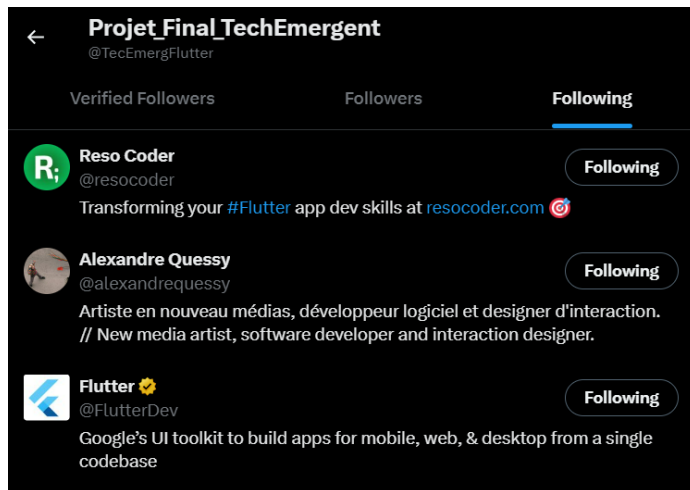 Projet_Final_TechEmergent
@TecEmergFlutter
Verified Followers Followers Following
R;
Reso Coder
@resocoder
Following
Transforming your #Flutter app dev skills at resocoder.com 🎯
Alexandre Quessy
@alexandrequessy
Following
Artiste en nouveau médias, développeur logiciel et designer d'interaction.
// New media artist, software developer and interaction designer.
Flutter
@FlutterDev
Following
Google’s UI toolkit to build apps for mobile, web, & desktop from a single
codebase